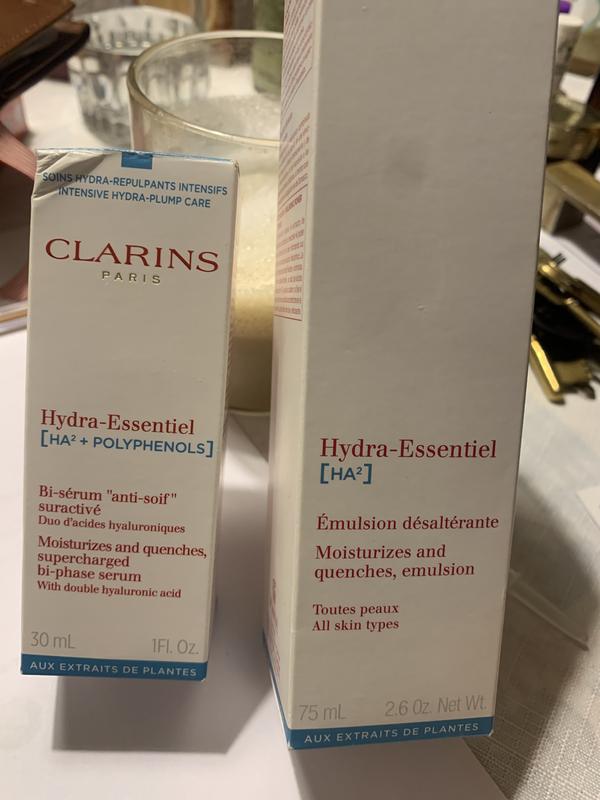 SOINS HYDRA-REPULPANTS INTENSIFS
INTENSIVE HYDRA-PLUMP CARE
CLARINS
PARIS
Hydra-Essentiel
[HA² + POLYPHENOLS]
Bi-sérum "anti-soif"
suractivé
Duo d'acides hyaluroniques
Moisturizes and quenches,
supercharged
bi-phase serum
With double hyaluronic acid
30 mL 1Fl. Oz.
AUX EXTRAITS DE PLANTES
Hydra-Essentiel
[HA²]
Émulsion désaltérante
Moisturizes and
quenches, emulsion
Toutes peaux
All skin types
75 mL 2.6 Oz. Net Wt.
AUX EXTRAITS DE PLANTES